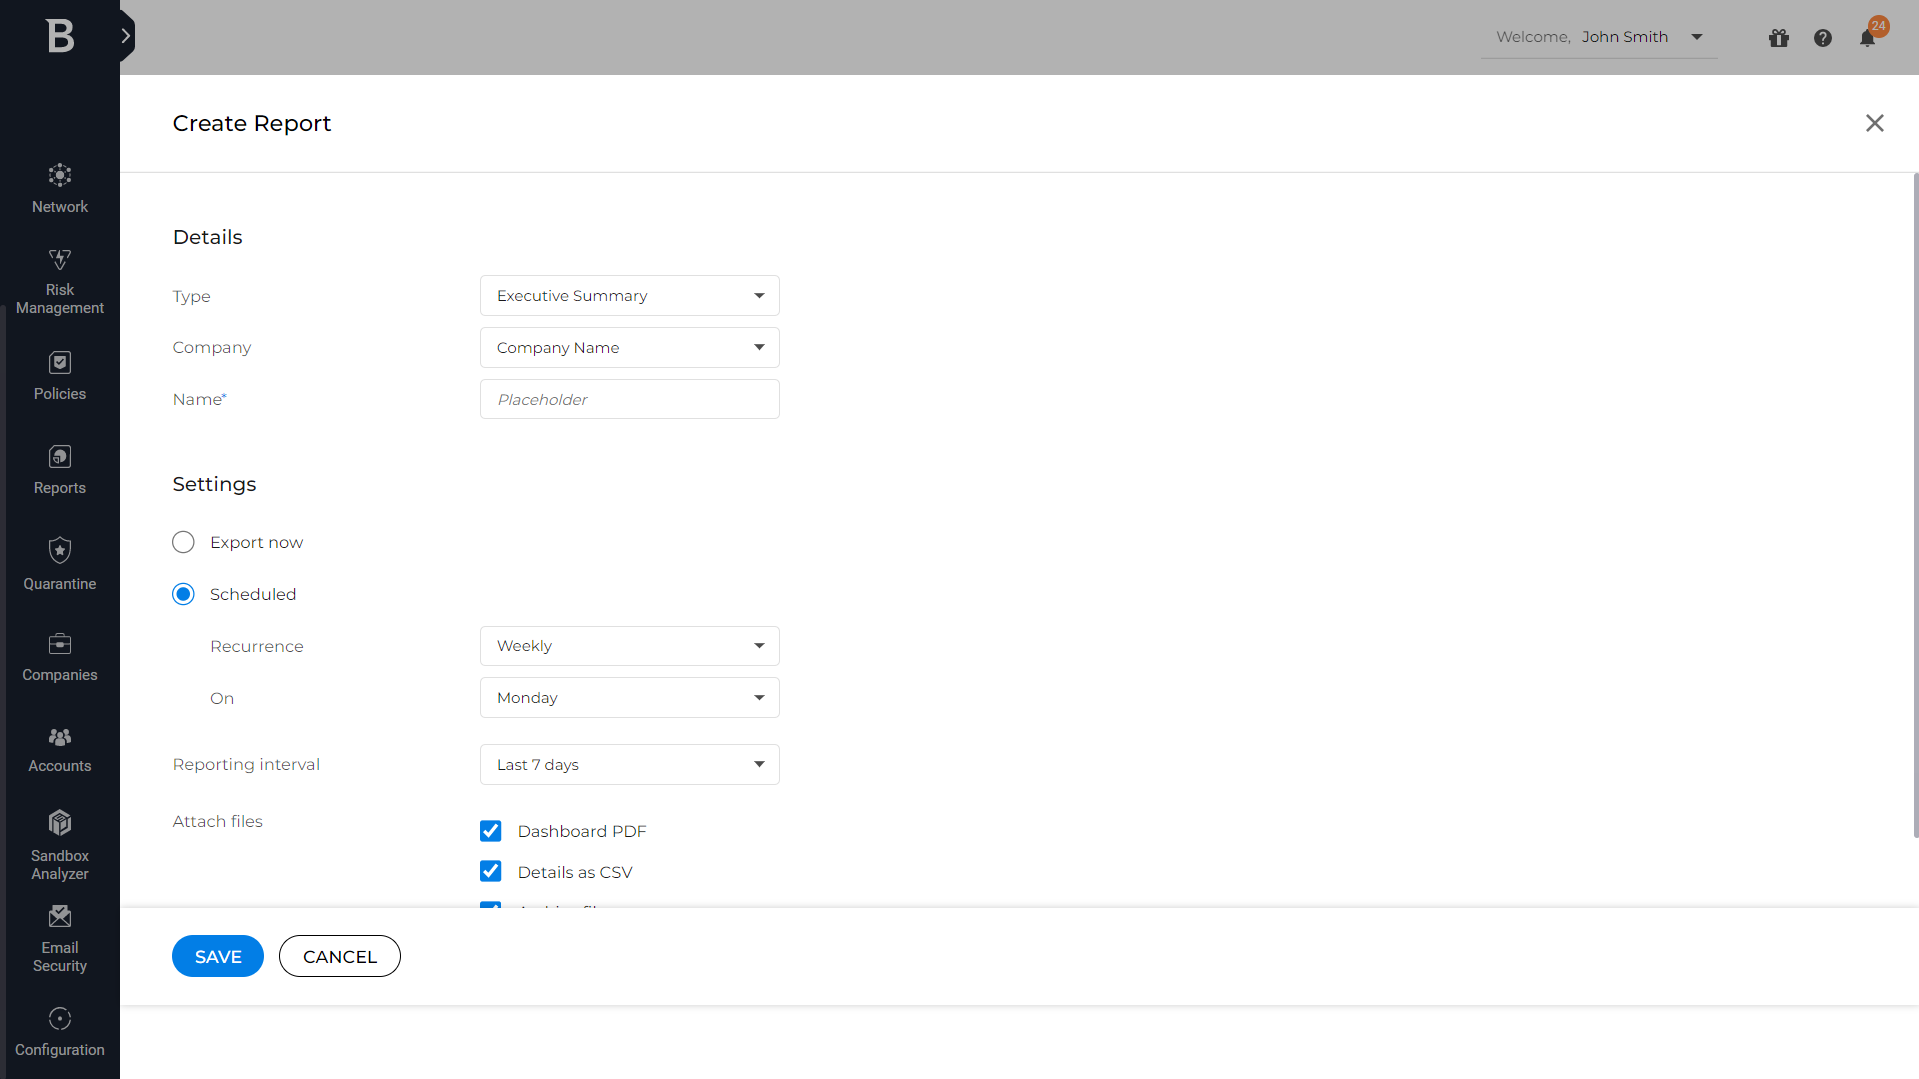 B
Welcome, John Smith
24
Create Report
Network
Risk
Management
Policies
Reports
Quarantine
Companies
Accounts
Sandbox
Analyzer
Email
Security
Configuration
Details
Type
Executive Summary
Company
Company Name
Name*
Placeholder
Settings
Export now
Scheduled
Recurrence
Weekly
On
Monday
Reporting interval
Last 7 days
Attach files
Dashboard PDF
Details as CSV
SAVE
CANCEL